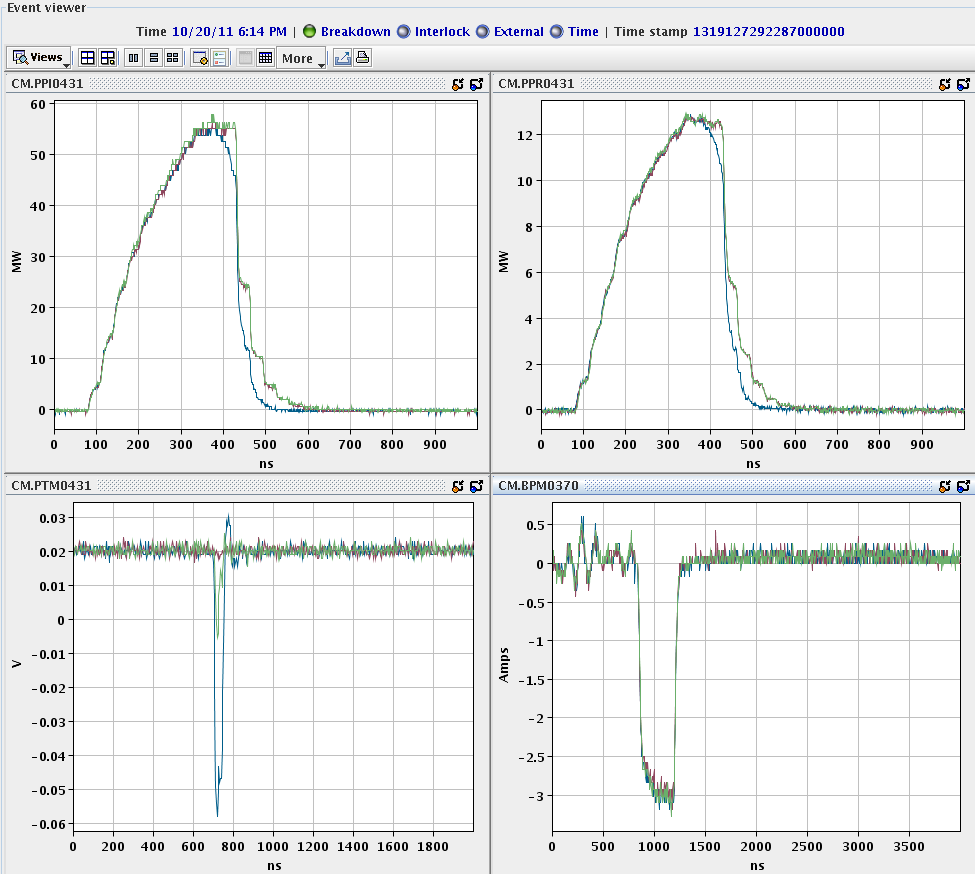 Event viewer
Time 10/20/11 6:14 PM | Breakdown Interlock External Time | Time stamp 1319127292287000000
Views More
CM.PPI0431 CM.PPR0431
60
50
40
30
20
10
0
MW
0 100 200 300 400 500 600 700 800 900
ns
12
10
8
6
4
2
0
MW
0 100 200 300 400 500 600 700 800 900
ns
CM.PTM0431 CM.BPM0370
0.03
0.02
0.01
0
-0.01
-0.02
-0.03
-0.04
-0.05
-0.06
V
0 200 400 600 800 1000 1200 1400 1600 1800
ns
0.5
0
-0.5
-1
-1.5
-2
-2.5
-3
Amps
0 500 1000 1500 2000 2500 3000 3500
ns